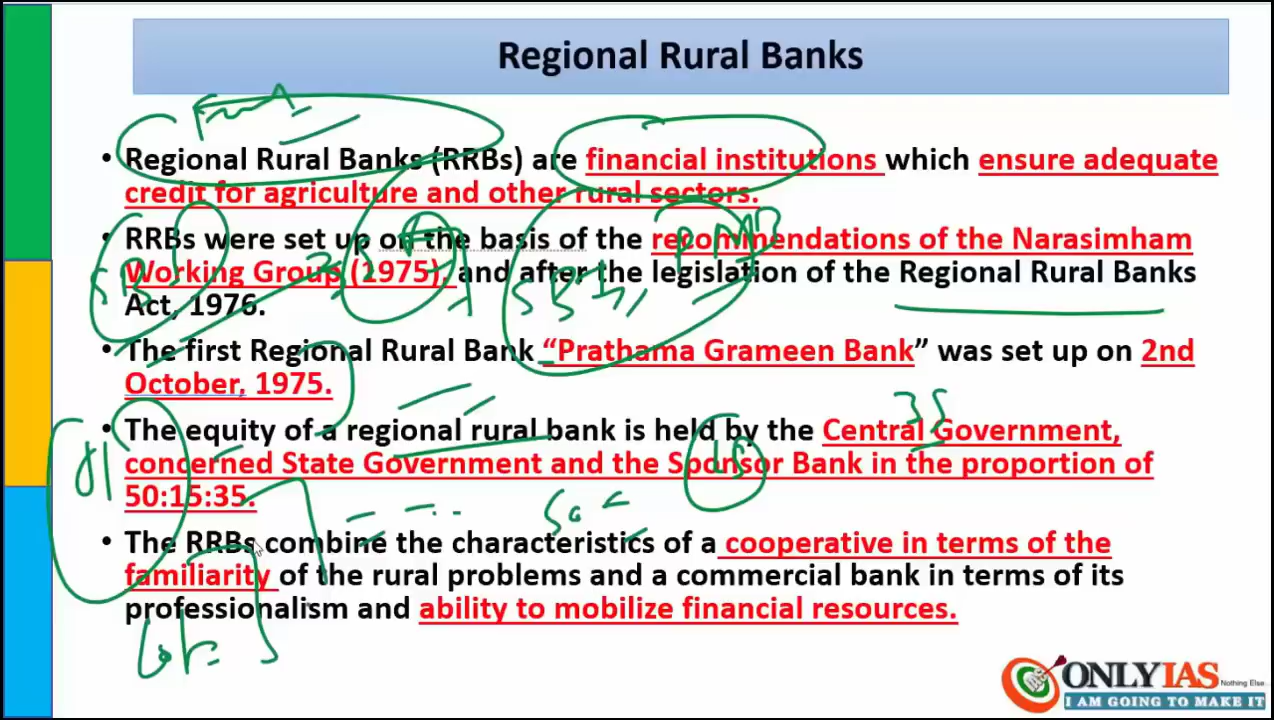 Regional Rural Banks
• Regional Rural Banks (RRBs) are financial institutions which ensure adequate
credit for agriculture and other rural sectors.
• RRBs were set up on the basis of the recommendations of the Narasimham
Working Group (1975), and after the legislation of the Regional Rural Banks
Act, 1976.
• The first Regional Rural Bank “Prathama Grameen Bank” was set up on 2nd
October, 1975.
• The equity of a regional rural bank is held by the Central Government,
35
concerned State Government and the Sponsor Bank in the proportion of
50:15:35.
• The RRBs combine the characteristics of a cooperative in terms of the
familiarity of the rural problems and a commercial bank in terms of its
professionalism and ability to mobilize financial resources.
ONLYIAS
Nothing Else
I AM GOING TO MAKE IT